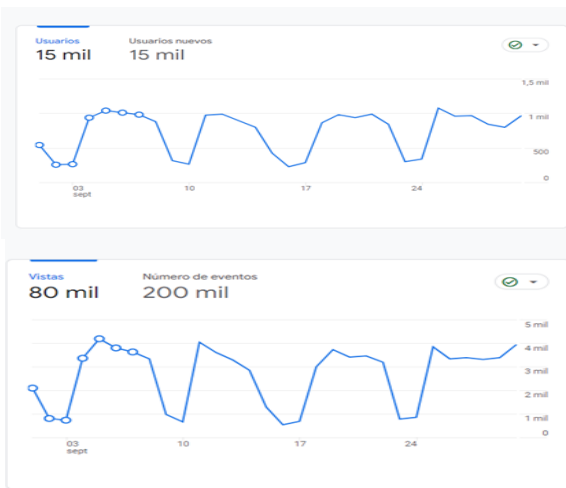 Usuarios Usuarios nuevos
15 mil 15 mil
1,5 mil
1 mil
500
0
03 10 17 24
sept
Vistas Número de eventos
80 mil 200 mil
5 mil
4 mil
3 mil
2 mil
1 mil
0
03 10 17 24
sept